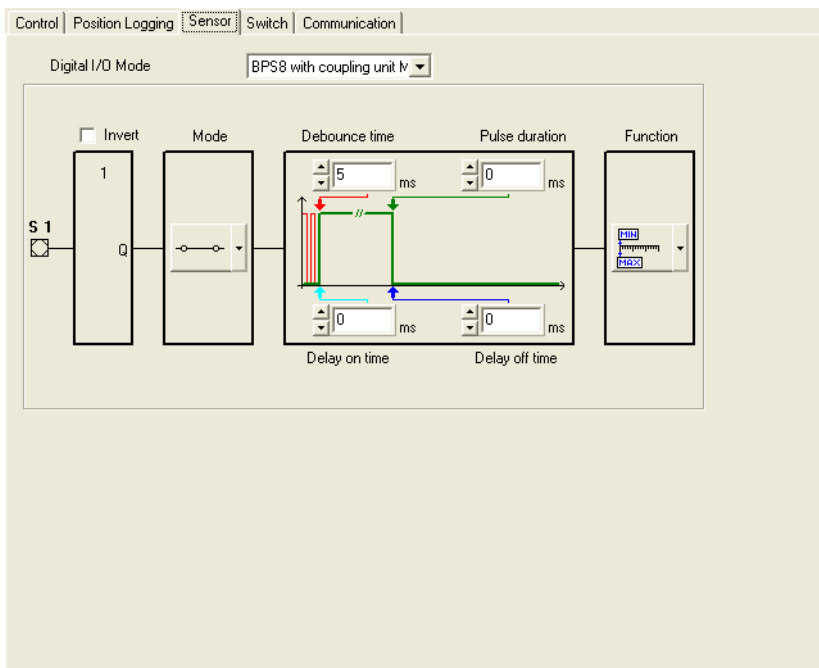 Control Position Logging Sensor Switch Communication
Digital I/O Mode BPS8 with coupling unit M
Invert Mode Debounce time Pulse duration Function
1 5 ms 0 ms
S 1
Q
MIN
MAX
0 ms 0 ms
Delay on time Delay off time